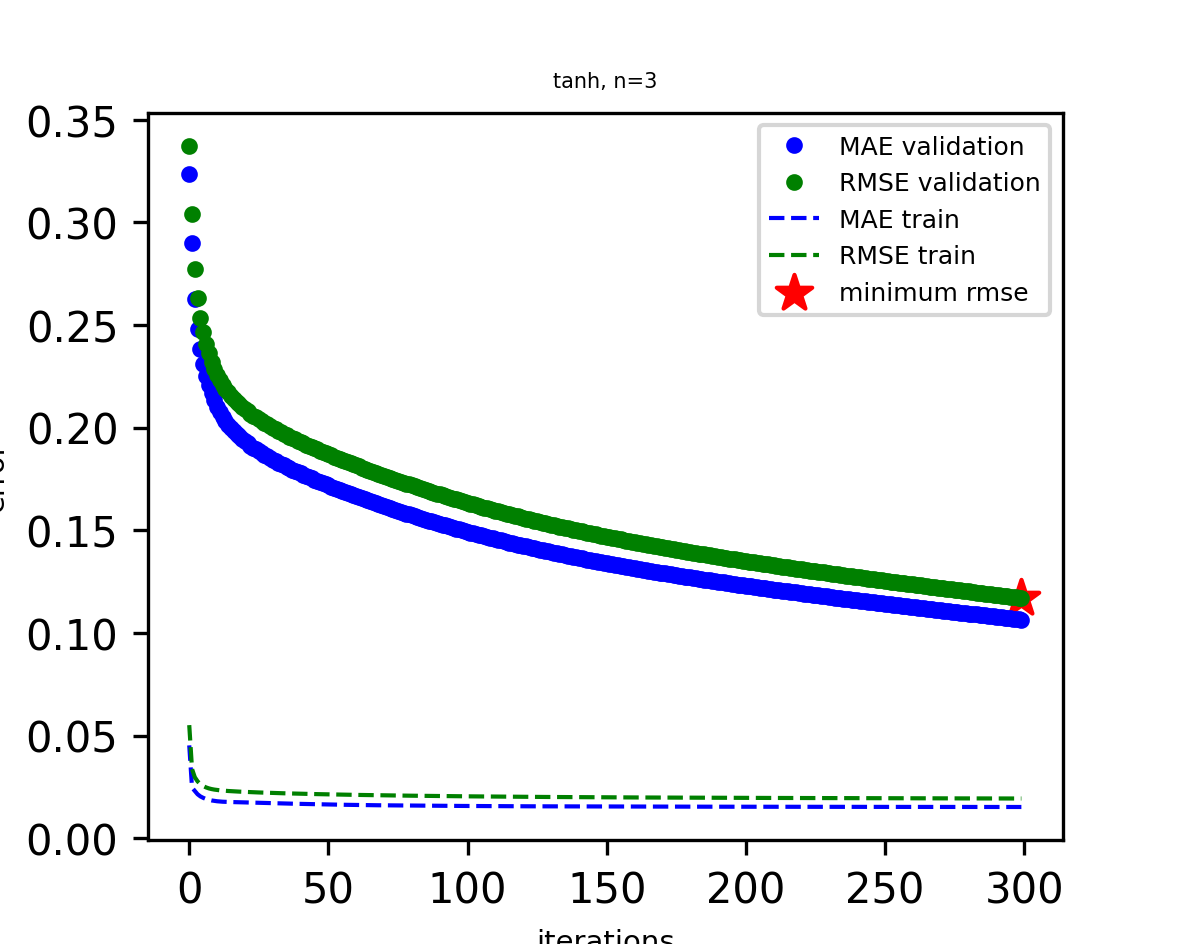 tanh, n=3
0.35
0.30
0.25
0.20
0.15
0.10
0.05
0.00
MAE validation
RMSE validation
MAE train
RMSE train
minimum rmse
0 50 100 150 200 250 300
iterations